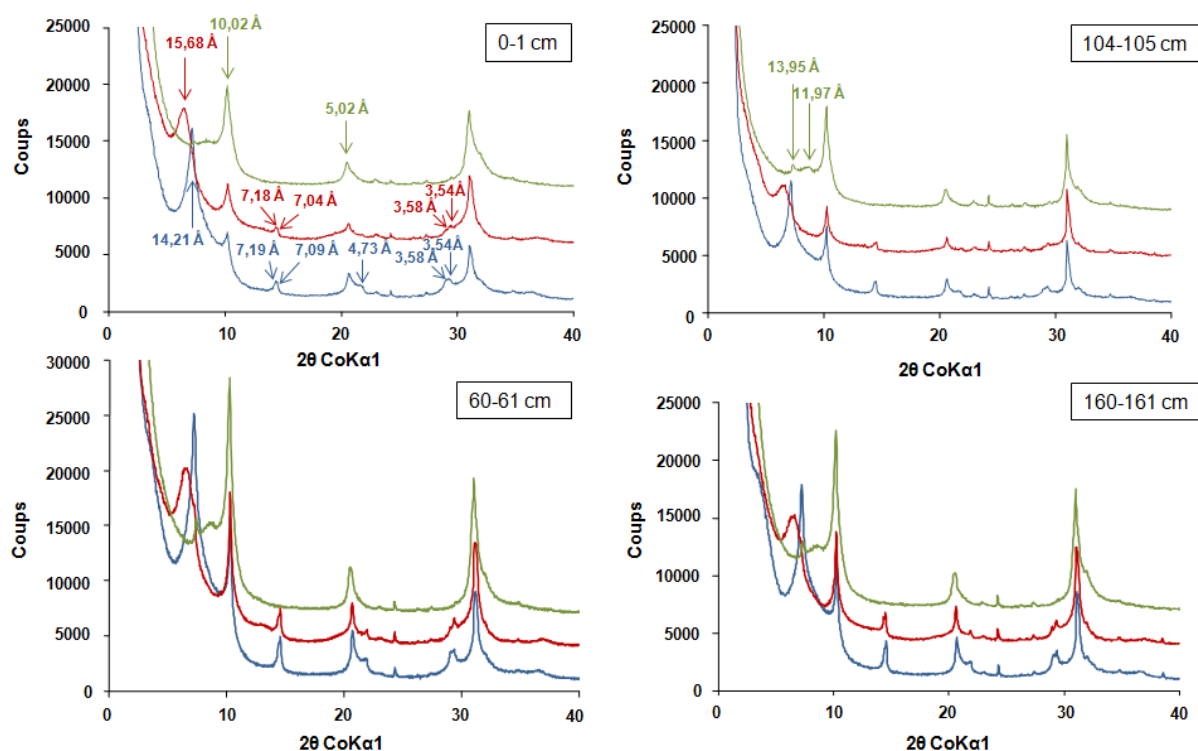 25000
20000
15000
10000
5000
0
Coups
15,68 Å
10,02 Å
0-1 cm
5,02 Å
7,18 Å
7,04 Å
3,54Å
3,58 Å
14,21 Å
7,19 Å
7,09 Å
4,73 Å
3,54Å
3,58 Å
0
10
20
30
40
2θ CoKα1
25000
20000
15000
10000
5000
0
Coups
104-105 cm
13,95 Å
11,97 Å
0
10
20
30
40
2θ CoKα1
30000
25000
20000
15000
10000
5000
0
Coups
60-61 cm
0
10
20
30
40
2θ CoKα1
25000
20000
15000
10000
5000
0
Coups
160-161 cm
0
10
20
30
40
2θ CoKα1